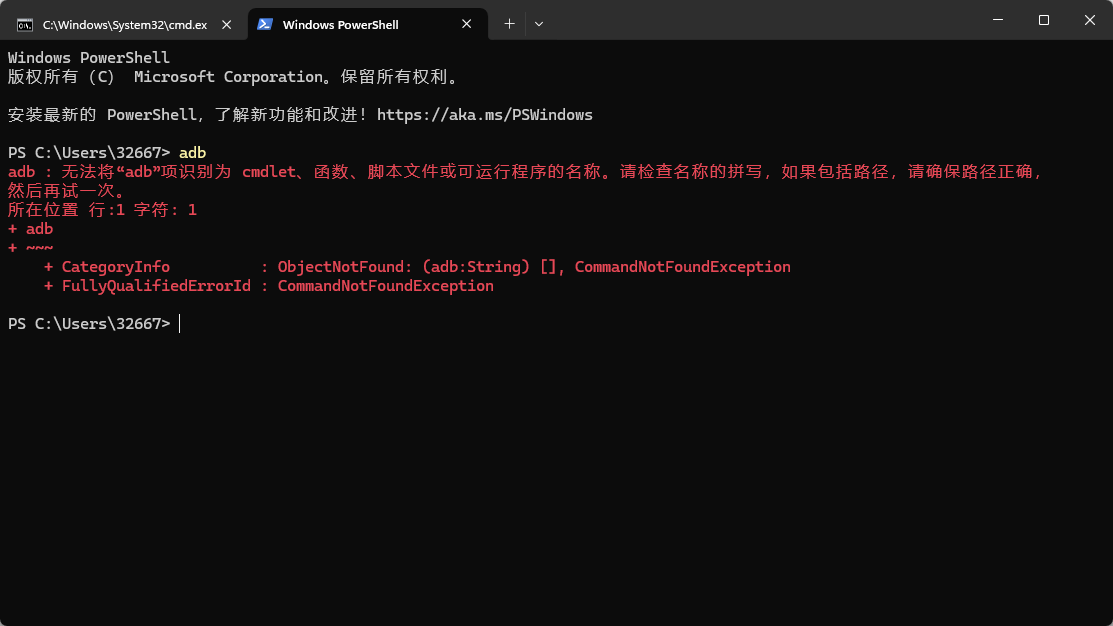 C:\Windows\System32\cmd.ex
Windows PowerShell
Windows PowerShell
版权所有 (C) Microsoft Corporation。保留所有权利。
安装最新的 PowerShell，了解新功能和改进！https://aka.ms/PSWindows
PS C:\Users\32667> adb
adb : 无法将“adb”项识别为 cmdlet、函数、脚本文件或可运行程序的名称。请检查名称的拼写，如果包括路径，请确保路径正确，
然后再试一次。
所在位置 行:1 字符: 1
+ adb
+ ~~~
    + CategoryInfo          : ObjectNotFound: (adb:String) [], CommandNotFoundException
    + FullyQualifiedErrorId : CommandNotFoundException
PS C:\Users\32667>